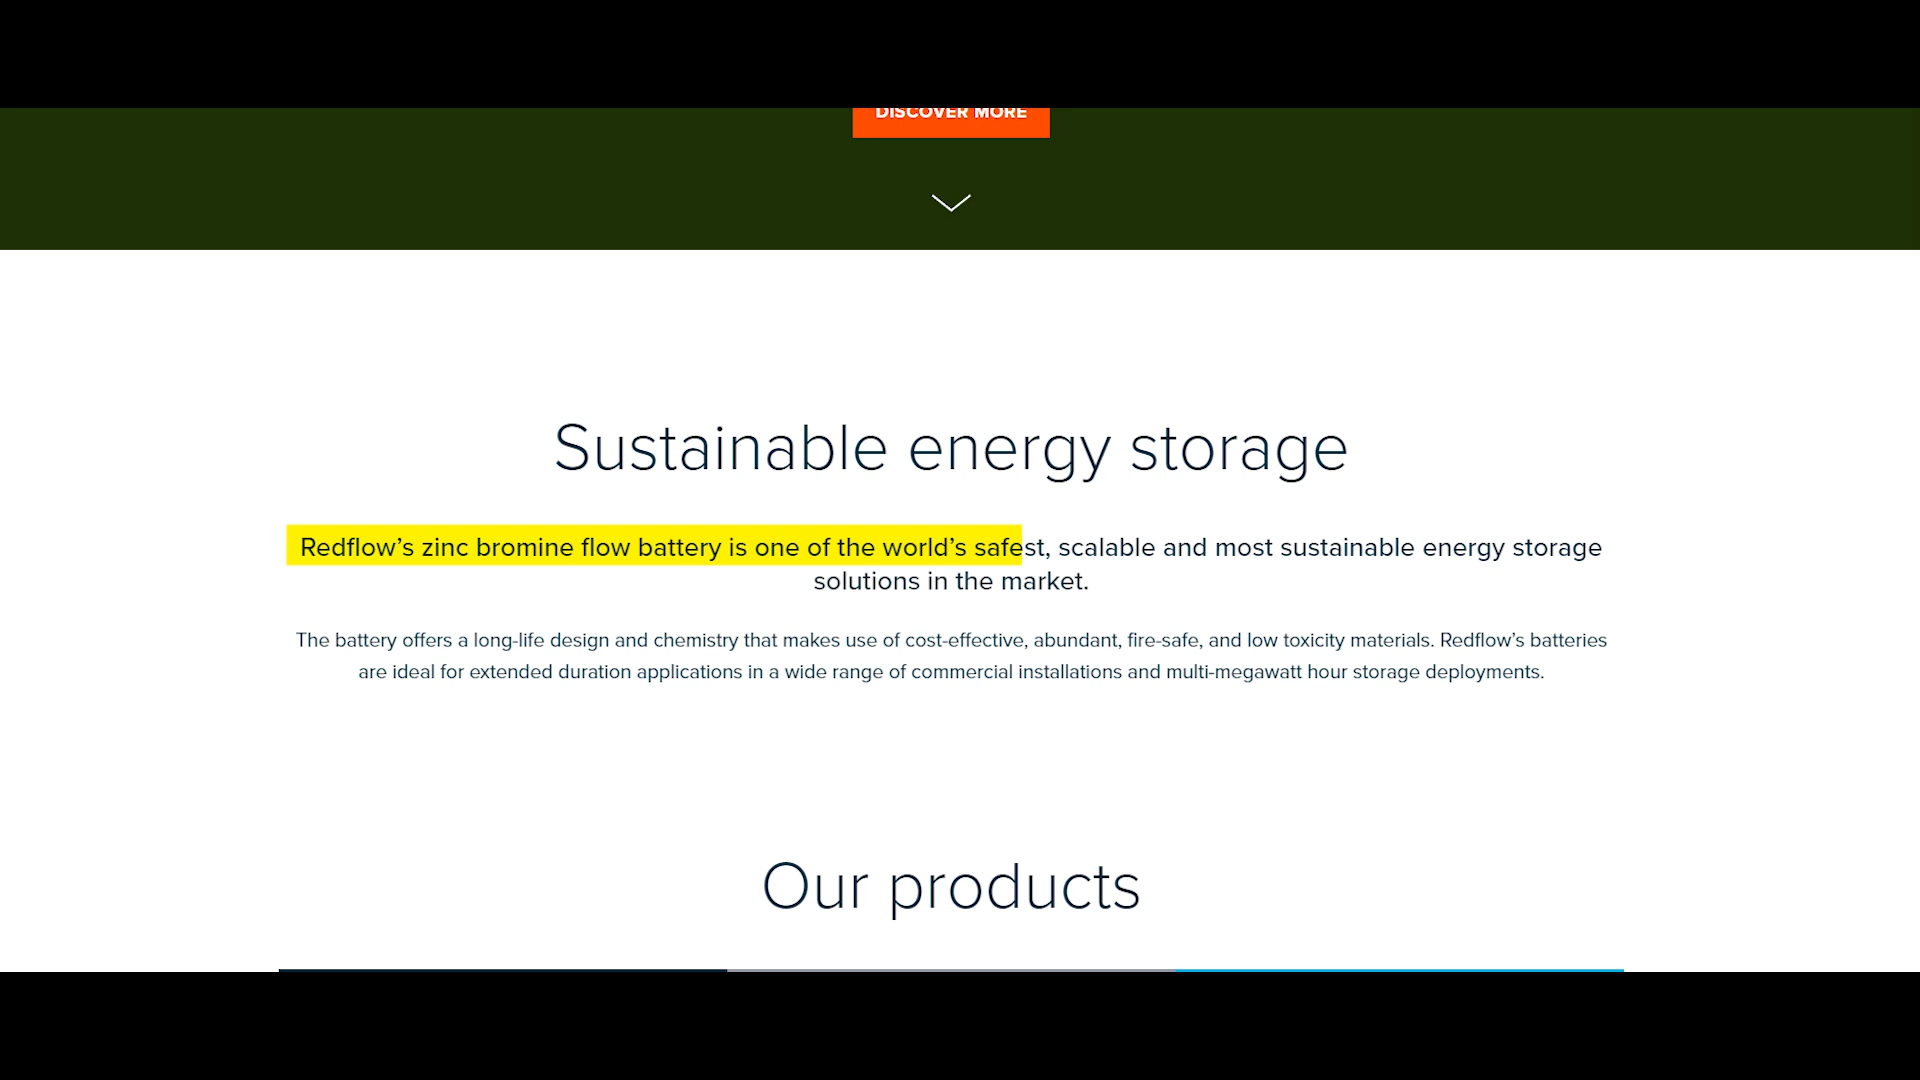 DISCOVER MORE
Sustainable energy storage
Redflow’s zinc bromine flow battery is one of the world’s safest, scalable and most sustainable energy storage
solutions in the market.
The battery offers a long-life design and chemistry that makes use of cost-effective, abundant, fire-safe, and low toxicity materials. Redflow’s batteries
are ideal for extended duration applications in a wide range of commercial installations and multi-megawatt hour storage deployments.
Our products